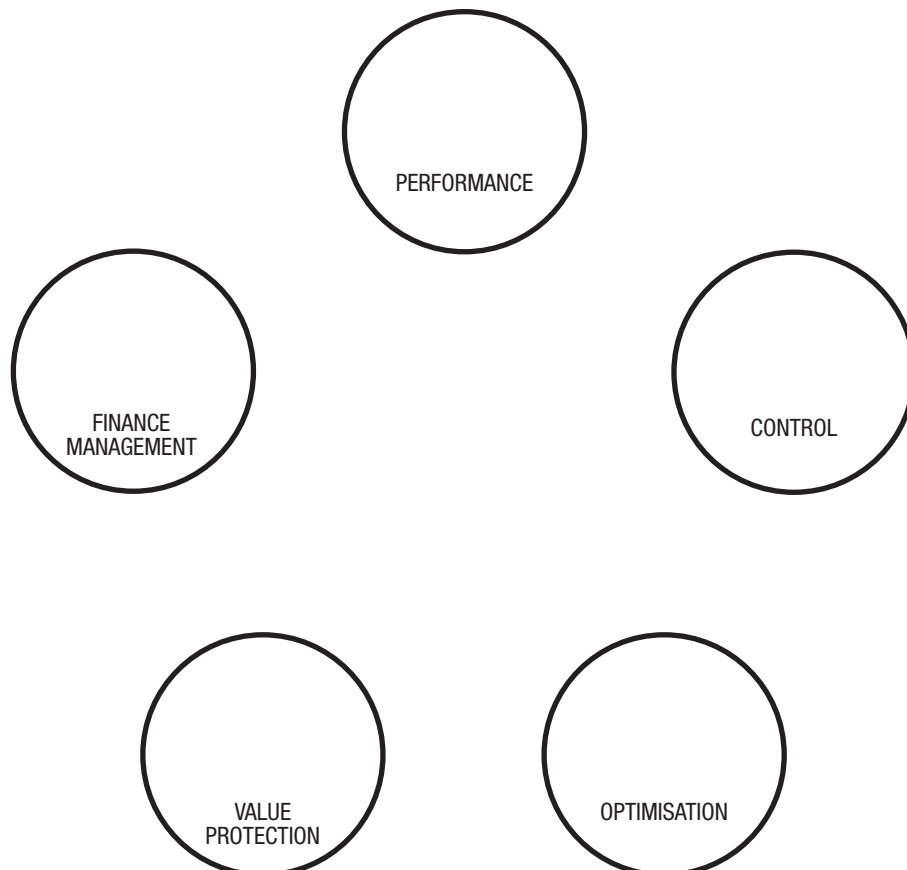 PERFORMANCE
FINANCE
MANAGEMENT
CONTROL
VALUE
PROTECTION
OPTIMISATION